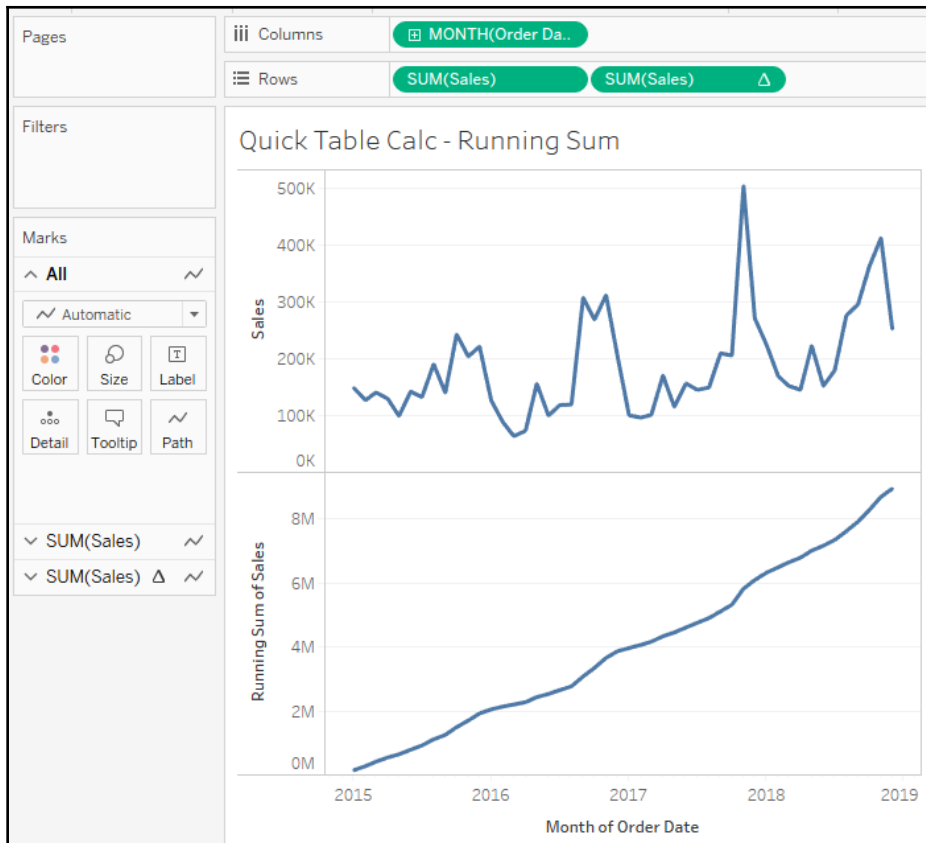 Pages
Columns
MONTH(Order Da..
Rows
SUM(Sales)
SUM(Sales) Δ
Filters
Quick Table Calc - Running Sum
Marks
All
Automatic
Color
Size
T
Label
Detail
Tooltip
Path
SUM(Sales)
SUM(Sales) Δ
500K
400K
300K
200K
100K
0K
Sales
8M
6M
4M
2M
0M
Running Sum of Sales
2015
2016
2017
2018
2019
Month of Order Date